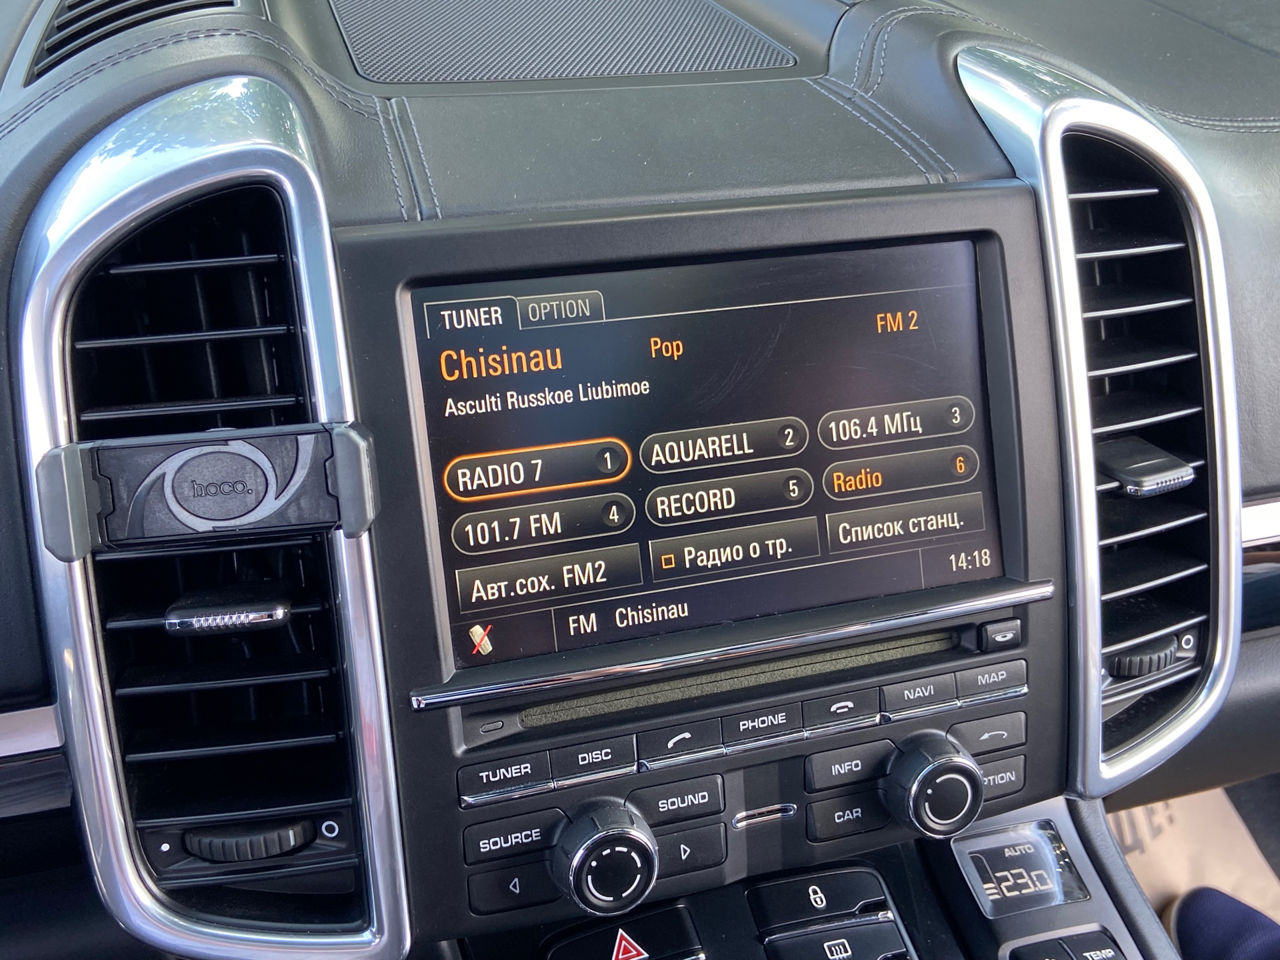 TUNER OPTION
Chisinau Pop FM 2
Asculti Russkoe Liubimoe
RADIO 7 1 AQUARELL 2 106.4 МГц 3
101.7 FM 4 RECORD 5 Radio 6
Авт.сох. FM2 Радио о тр. Список станц.
FM Chisinau 14:18
hoco.
TUNER DISC PHONE NAVI MAP
SOURCE SOUND INFO OPTION
CAR
AUTO
23.0
TEMP